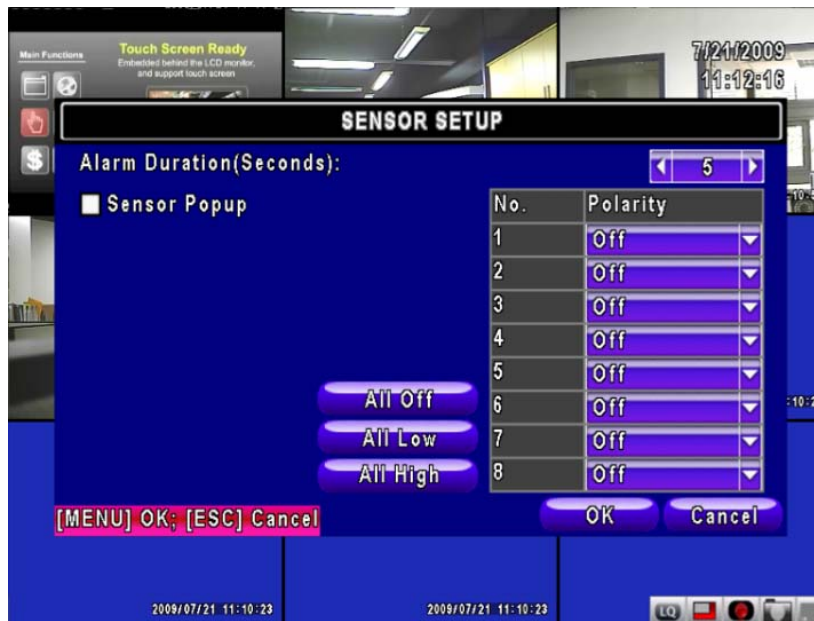 Main Functions
Touch Screen Ready
Embedded behind the LCD monitor,
and support touch screen
7/21/2009
11:12:16
SENSOR SETUP
Alarm Duration(Seconds):
5
Sensor Popup
No.
Polarity
1
Off
2
Off
3
Off
4
Off
5
Off
6
Off
7
Off
8
Off
All Off
All Low
All High
[MENU] OK; [ESC] Cancel
OK
Cancel
2009/07/21 11:10:23
2009/07/21 11:10:23
LQ